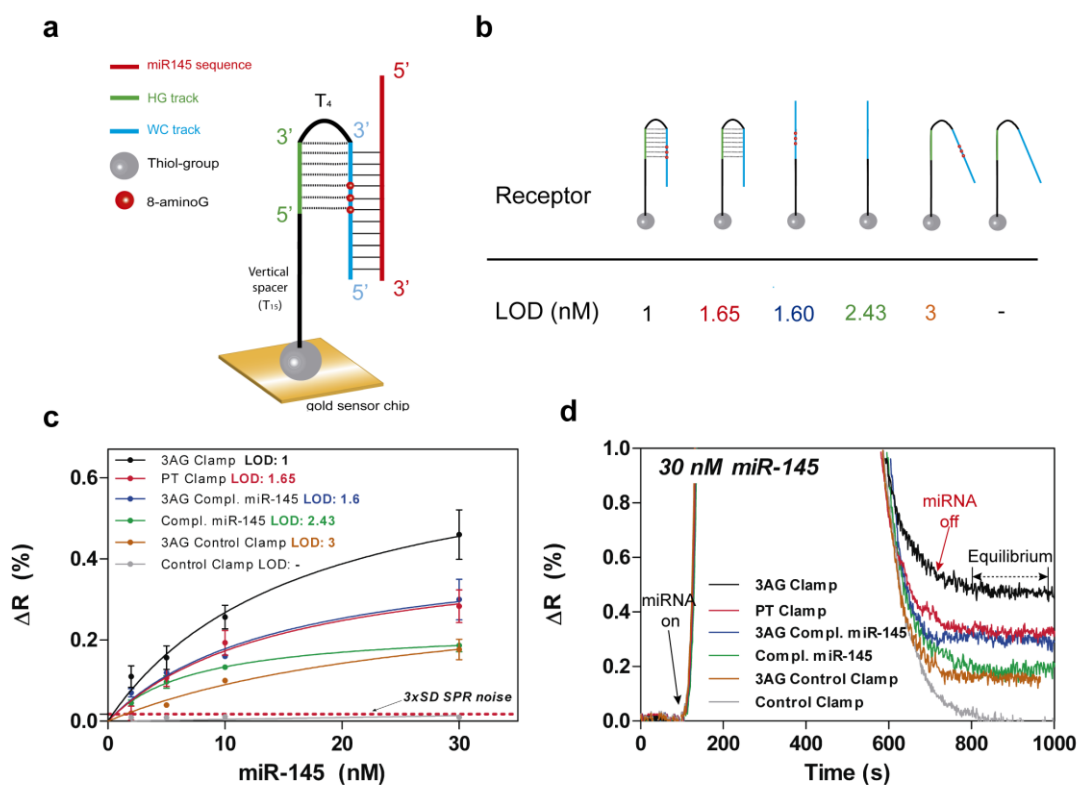 a
miR145 sequence
HG track
WC track
Thiol-group
8-aminoG
T4
5’
3’
3’
5’
5’
3’
Vertical
spacer
(T15)
gold sensor chip
b
Receptor
LOD (nM)
1
1.65
1.60
2.43
3
-
c
ΔR (%)
0.6
0.4
0.2
0.0
3AG Clamp LOD: 1
PT Clamp LOD: 1.65
3AG Compl. miR-145 LOD: 1.6
Compl. miR-145 LOD: 2.43
3AG Control Clamp LOD: 3
Control Clamp LOD: -
3xSD SPR noise
0
10
20
30
miR-145 (nM)
d
ΔR (%)
1.0
0.8
0.6
0.4
0.2
0.0
30 nM miR-145
miRNA
off
Equilibrium
miRNA
on
3AG Clamp
PT Clamp
3AG Compl. miR-145
Compl. miR-145
3AG Control Clamp
Control Clamp
0
200
400
600
800
1000
Time (s)